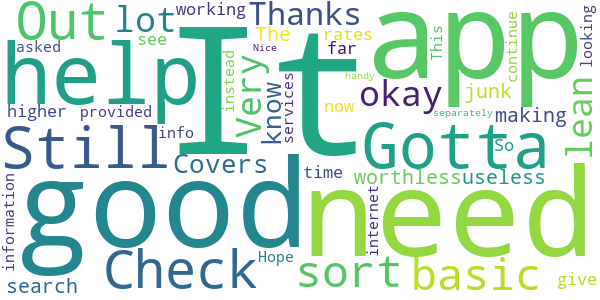 Out lot working Thanks
asked see The rates
help It app
Nice This continue looking
instead Very far okay junk
higher provided know services now handy separately making
Still info Covers Gotta lean
time worthless useless So
information good need
internet
search Check Hope sort basic give